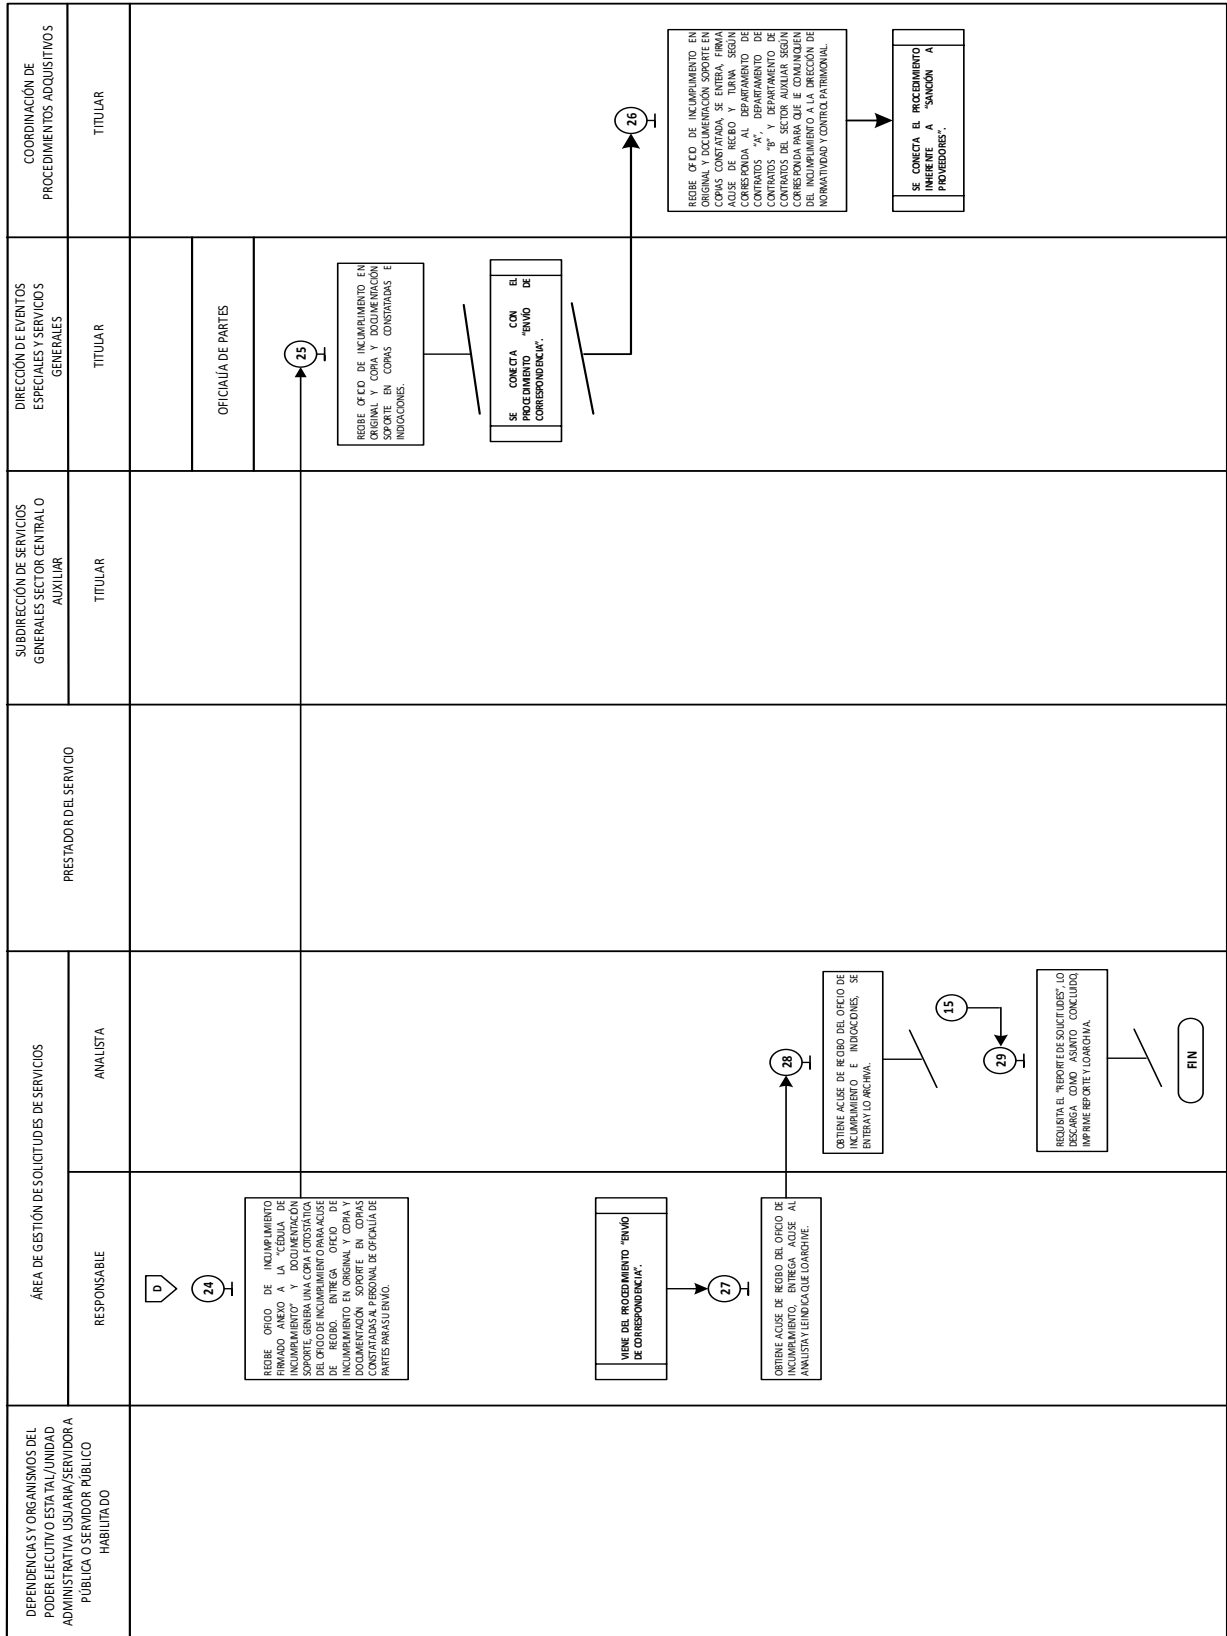 DEPENDENCIAS Y ORGANISMOS DEL
PODER EJECUTIVO ESTATAL/UNIDAD
ADMINISTRATIVA USUARIA/SERVIDORA
PÚBLICA O SERVIDOR PÚBLICO
HABILITADO
ÁREA DE GESTIÓN DE SOLICITUDES DE SERVICIOS
RESPONSABLE
ANALISTA
PRESTADOR DEL SERVICIO
SUBDIRECCIÓN DE SERVICIOS
GENERALES SECTOR CENTRAL O
AUXILIAR
TITULAR
DIRECCIÓN DE EVENTOS
ESPECIALES Y SERVICIOS
GENERALES
TITULAR
OFICIALÍA DE PARTES
COORDINACIÓN DE
PROCEDIMIENTOS ADQUISITIVOS
TITULAR
D
24
RECIBE OFICIO DE INCUMPLIMIENTO
FIRMADO ANEXO A LA "CÉDULA DE
INCUMPLIMIENTO" Y DOCUMENTACIÓN
SOPORTE, GENERA UNA COPIA FOTOSTÁTICA
DEL OFICIO DE INCUMPLIMIENTO PARA ACUSE
DE RECIBO. ENTREGA OFICIO DE
INCUMPLIMIENTO EN ORIGINAL Y COPIA Y
DOCUMENTACIÓN SOPORTE EN COPIAS
CONSTATADAS AL PERSONAL DE OFICIALÍA DE
PARTES PARA SU ENVÍO.
25
RECIBE OFICIO DE INCUMPLIMIENTO EN
ORIGINAL Y COPIA Y DOCUMENTACIÓN
SOPORTE EN COPIAS CONSTATADAS E
INDICACIONES.
SE CONECTA CON EL
PROCEDIMIENTO "ENVÍO DE
CORRESPONDENCIA".
26
RECIBE OFICIO DE INCUMPLIMIENTO EN
ORIGINAL Y DOCUMENTACIÓN SOPORTE EN
COPIAS CONSTATADA, SE ENTERA, FIRMA
ACUSE DE RECIBO Y TURNA SEGÚN
CORRESPONDA AL DEPARTAMENTO DE
CONTRATOS "A", DEPARTAMENTO DE
CONTRATOS "B" Y DEPARTAMENTO DE
CONTRATOS DEL SECTOR AUXILIAR SEGÚN
CORRESPONDA PARA QUE LE COMUNIQUEN
DEL INCUMPLIMIENTO A LA DIRECCIÓN DE
NORMATIVIDAD Y CONTROL PATRIMONIAL.
SE CONECTA EL PROCEDIMIENTO
INHERENTE A "SANCIÓN A
PROVEEDORES".
VIENE DEL PROCEDIMIENTO "ENVÍO
DE CORRESPONDENCIA".
27
OBTIENE ACUSE DE RECIBO DEL OFICIO DE
INCUMPLIMIENTO, ENTREGA ACUSE AL
ANALISTA Y LE INDICA QUE LO ARCHIVE.
28
OBTIENE ACUSE DE RECIBO DEL OFICIO DE
INCUMPLIMIENTO E INDICACIONES, SE
ENTERA Y LO ARCHIVA.
15
29
REQUISITA EL "REPORTE DE SOLICITUDES", LO
DESCARGA COMO ASUNTO CONCLUIDO,
IMPRIME REPORTE Y LO ARCHIVA.
FIN